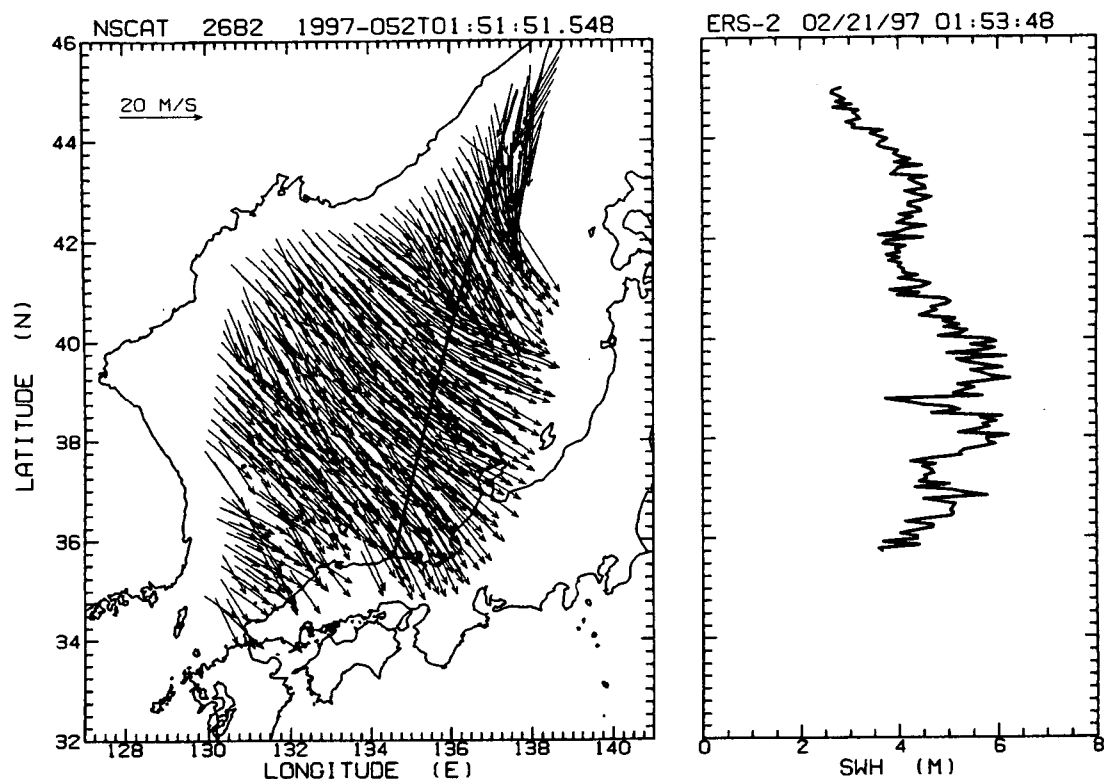 NSCAT 2682 1997-052T01:51:51.548
ERS-2 02/21/97 01:53:48
46
44
42
40
38
36
34
32
20 M/S
LATITUDE (N)
128 130 132 134 136 138 140
LONGITUDE (E)
0 2 4 6 8
SWH (M)